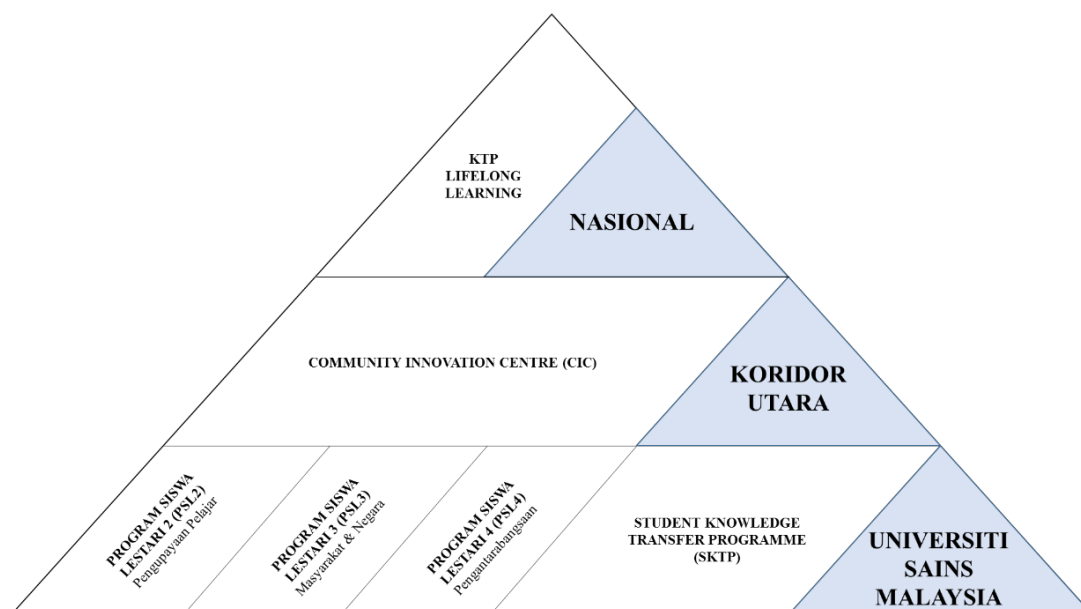 KTP
LIFELONG
LEARNING
NASIONAL
COMMUNITY INNOVATION CENTRE (CIC)
KORIDOR
UTARA
PROGRAM SISWA
LESTARI 2 (PSL2)
Pengupayaan Pelajar
PROGRAM SISWA
LESTARI 3 (PSL3)
Masyarakat & Negara
PROGRAM SISWA
LESTARI 4 (PSL4)
Pengantarabangsaan
STUDENT KNOWLEDGE
TRANSFER PROGRAMME
(SKTP)
UNIVERSITI
SAINS
MALAYSIA